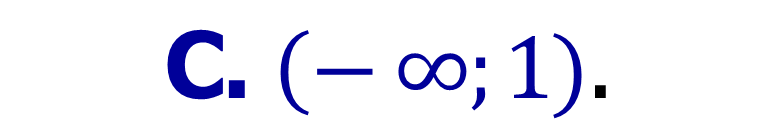 C. (− ∞; 1).